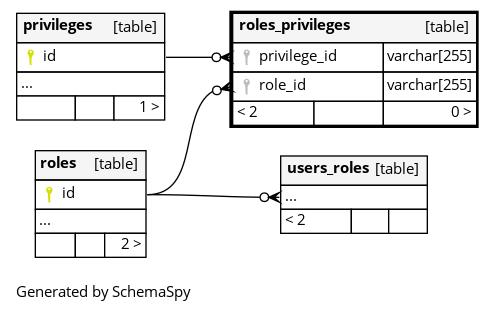 privileges [table]
id
...
1 >
roles_privileges [table]
privilege_id varchar[255]
role_id varchar[255]
< 2 0 >
roles [table]
id
...
2 >
users_roles [table]
...
< 2
Generated by SchemaSpy